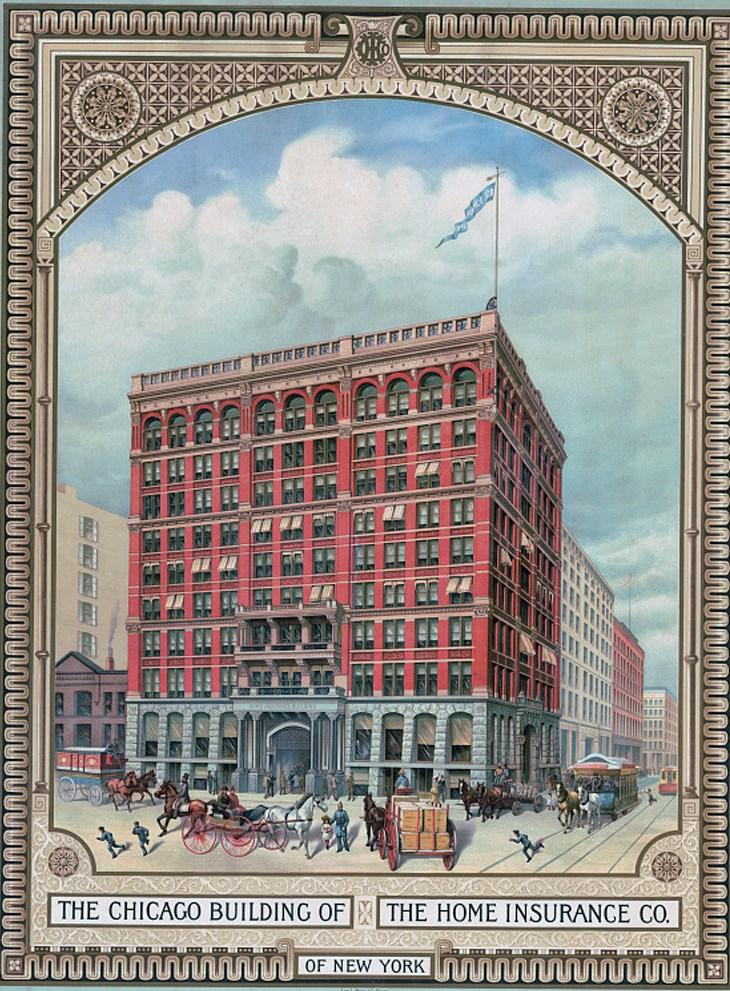 THE CHICAGO BUILDING OF THE HOME INSURANCE CO.
OF NEW YORK